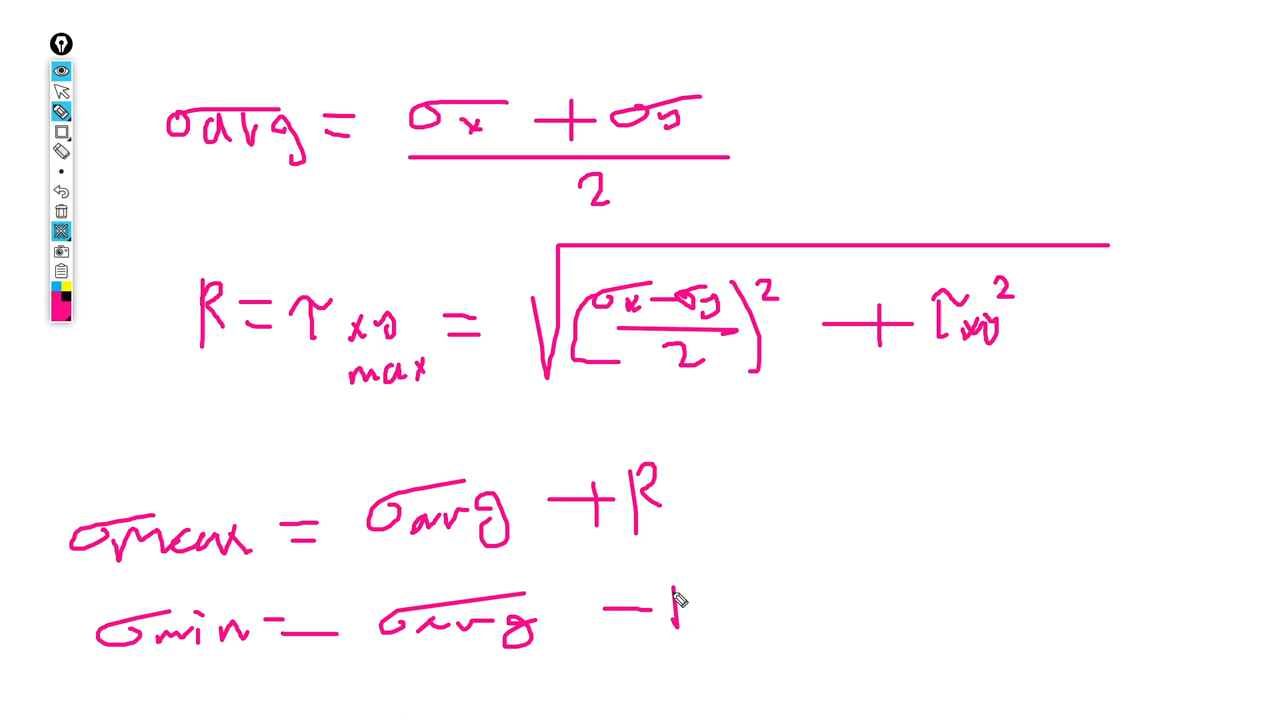 σavg = (σx + σy) / 2
R = τxy max = √(((σx - σy) / 2)² + τxy²)
σmax = σavg + R
σmin = σavg -